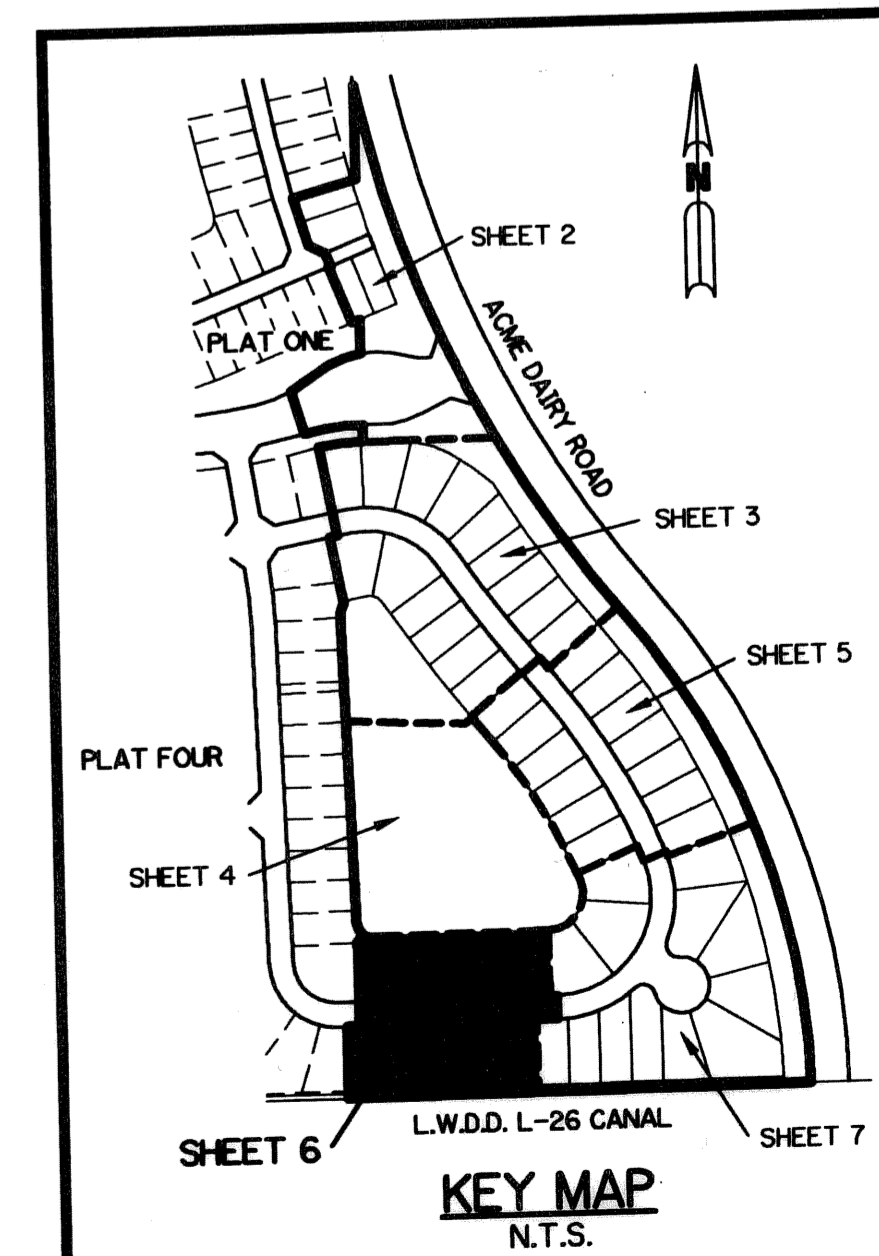 N
SHEET 2
ACME DAIRY ROAD
PLAT ONE
SHEET 3
SHEET 5
PLAT FOUR
SHEET 4
L.W.D.D. L-26 CANAL
SHEET 7
SHEET 6
KEY MAP
N.T.S.